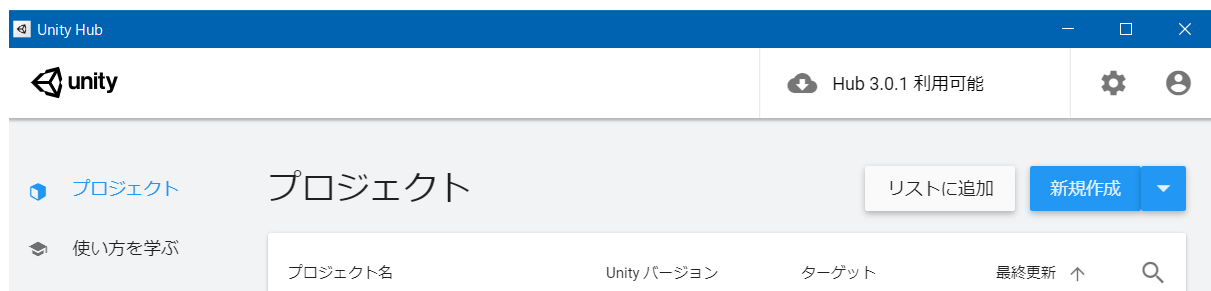 Unity Hub
unity
Hub 3.0.1 利用可能
プロジェクト
使い方を学ぶ
プロジェクト
リストに追加
新規作成
プロジェクト名 Unity バージョン ターゲット 最終更新